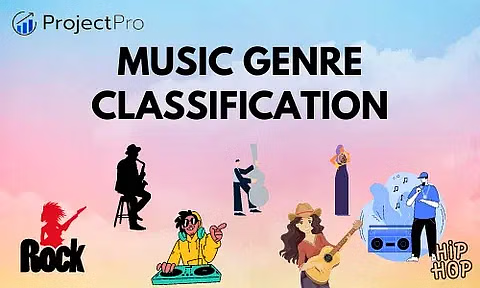 ProjectPro
MUSIC GENRE
CLASSIFICATION
Rock
HiP
HOP